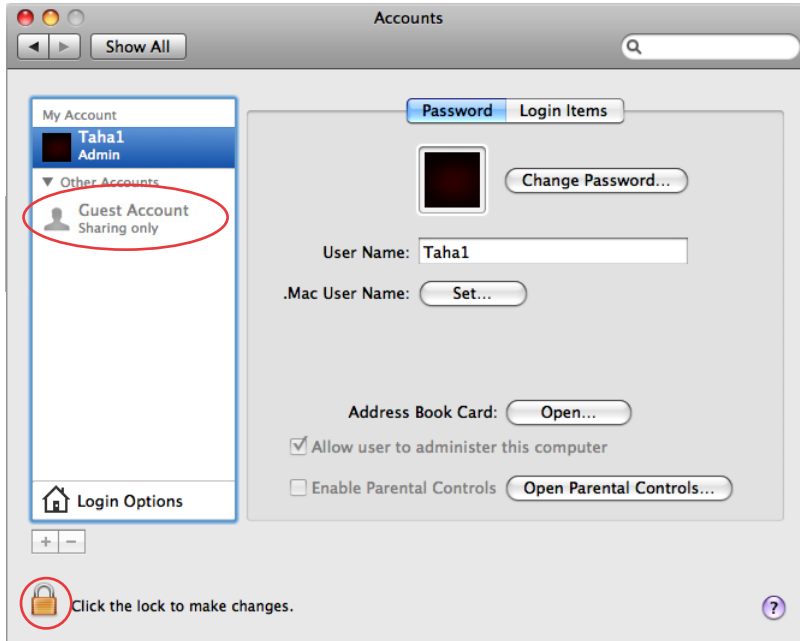 Accounts
Show All
My Account
Taha1
Admin
Other Accounts
Guest Account
Sharing only
Login Options
Password Login Items
Change Password...
User Name: Taha1
.Mac User Name: Set...
Address Book Card: Open...
Allow user to administer this computer
Enable Parental Controls Open Parental Controls...
+ −
Click the lock to make changes.
?